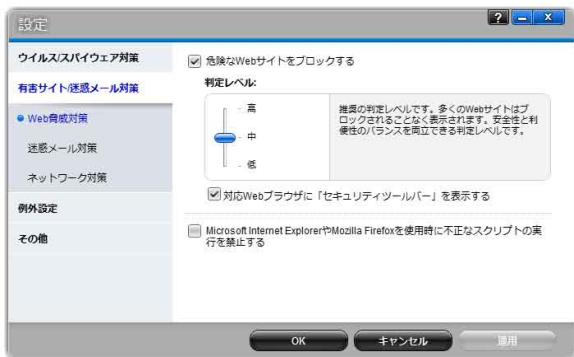 設定
ウイルス/スパイウェア対策
有害サイト/迷惑メール対策
Web脅威対策
迷惑メール対策
ネットワーク対策
例外設定
その他
危険なWebサイトをブロックする
判定レベル:
高
中
低
推奨の判定レベルです。多くのWebサイトはブ
ロックされることなく表示されます。安全性と利
便性のバランスを両立できる判定レベルです。
対応Webブラウザに「セキュリティツールバー」を表示する
Microsoft Internet ExplorerやMozilla Firefoxを使用時に不正なスクリプトの実
行を禁止する
OK
キャンセル
適用